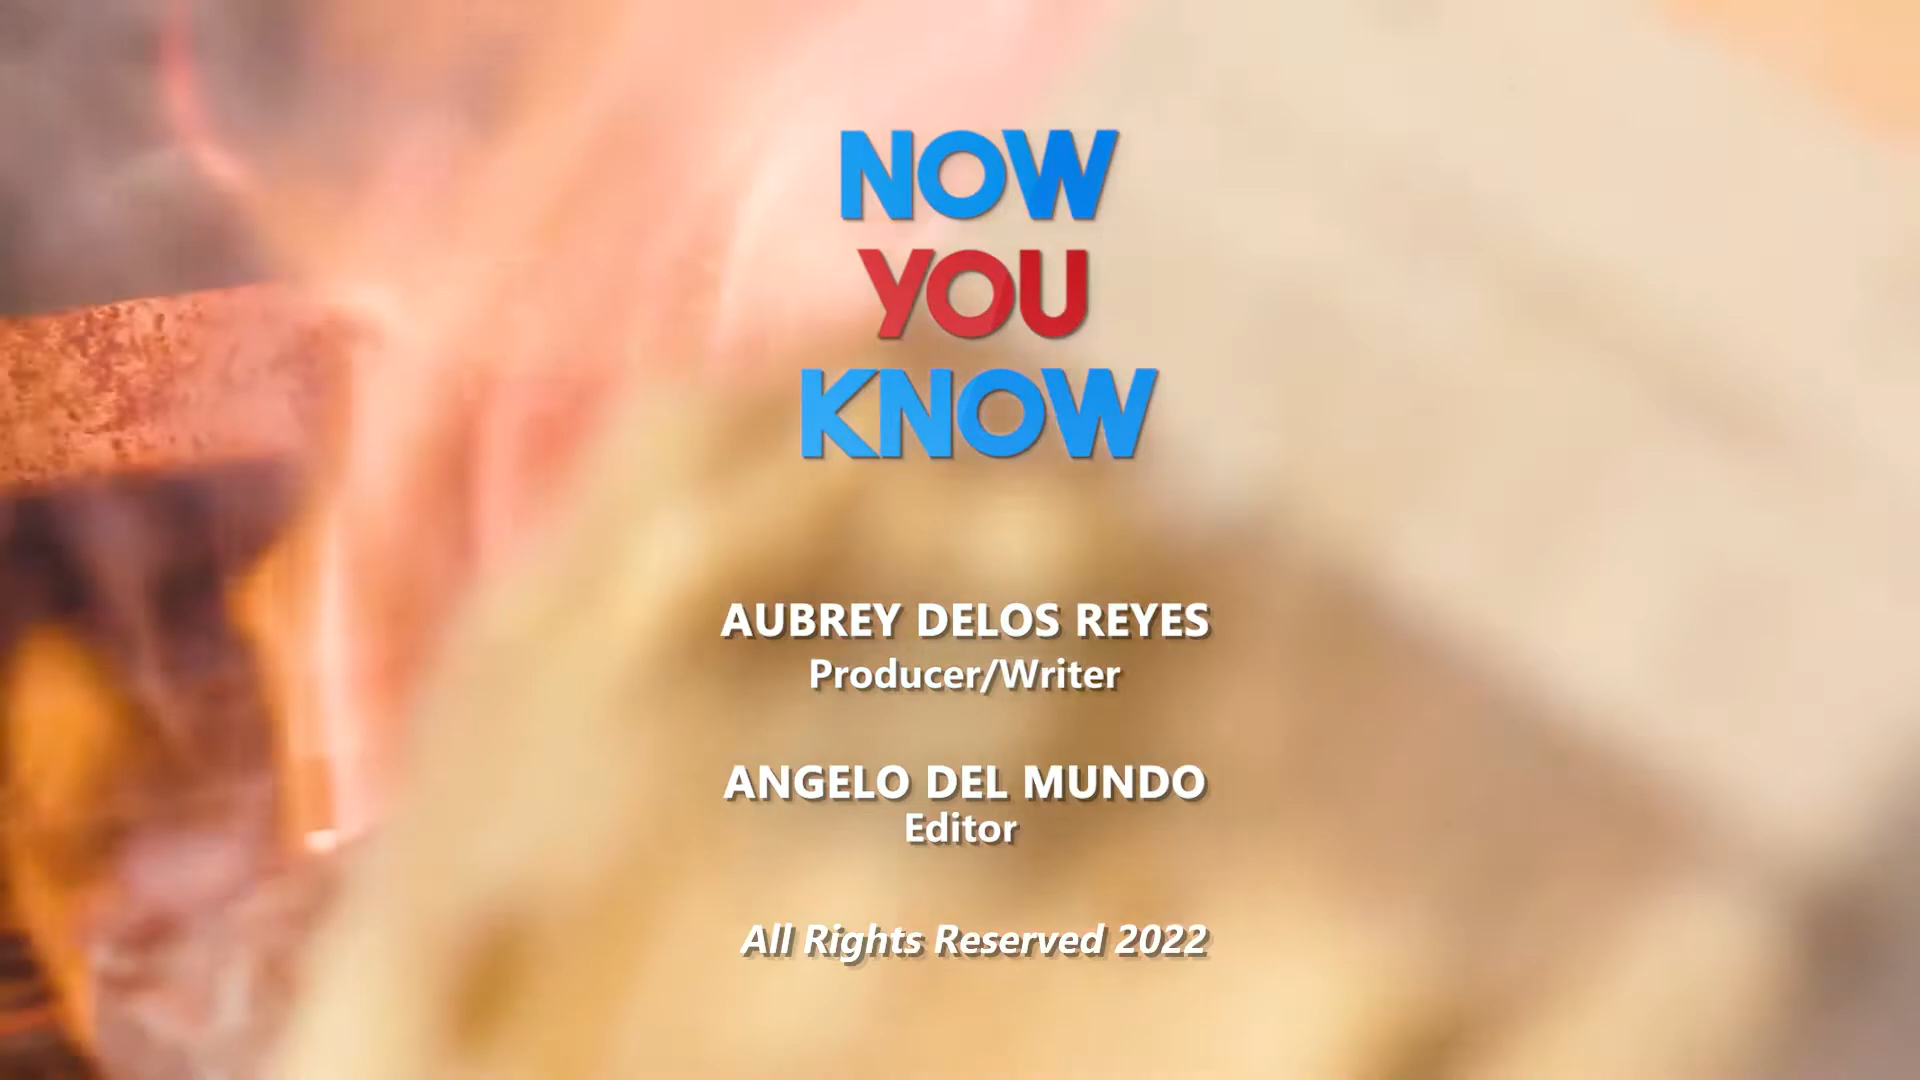 NOW
YOU
KNOW
AUBREY DELOS REYES
Producer/Writer
ANGELO DEL MUNDO
Editor
All Rights Reserved 2022